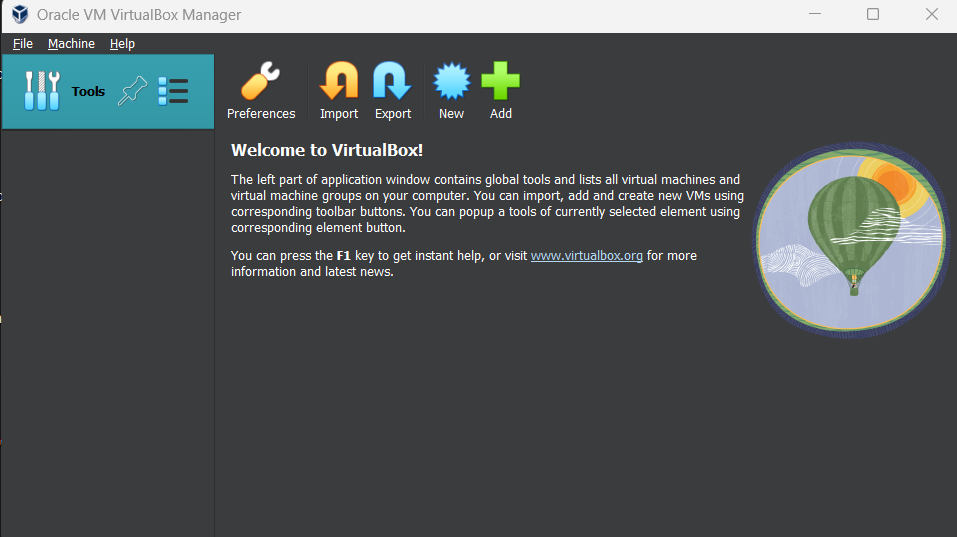 Oracle VM VirtualBox Manager
File Machine Help
Tools
Preferences Import Export New Add
Welcome to VirtualBox!
The left part of application window contains global tools and lists all virtual machines and
virtual machine groups on your computer. You can import, add and create new VMs using
corresponding toolbar buttons. You can popup a tools of currently selected element using
corresponding element button.
You can press the F1 key to get instant help, or visit www.virtualbox.org for more
information and latest news.